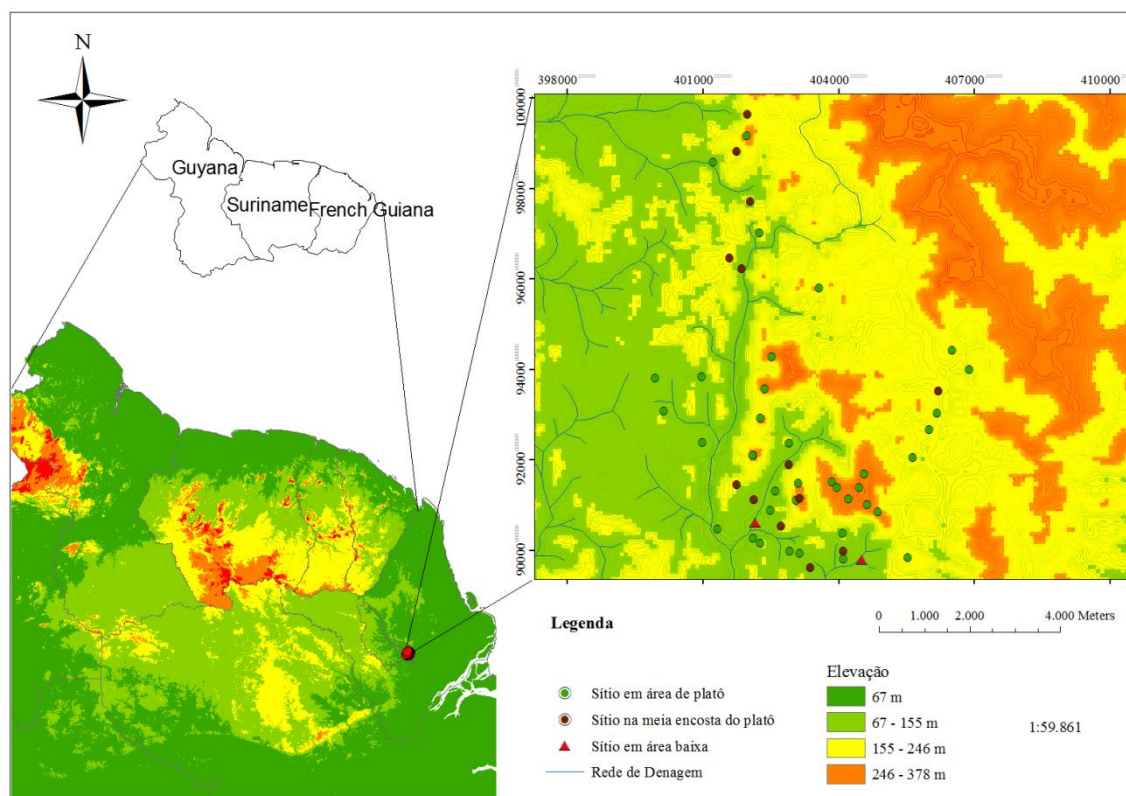 N
Guyana
Suriname
French Guiana
398000
401000
404000
407000
410000
100000
98000
96000
94000
92000
90000
Legenda
0 1.000 2.000 4.000 Meters
Sítio em área de platô
Sítio na meia encosta do platô
Sítio em área baixa
Rede de Denagem
Elevação
67 m
67 - 155 m
155 - 246 m
246 - 378 m
1:59.861